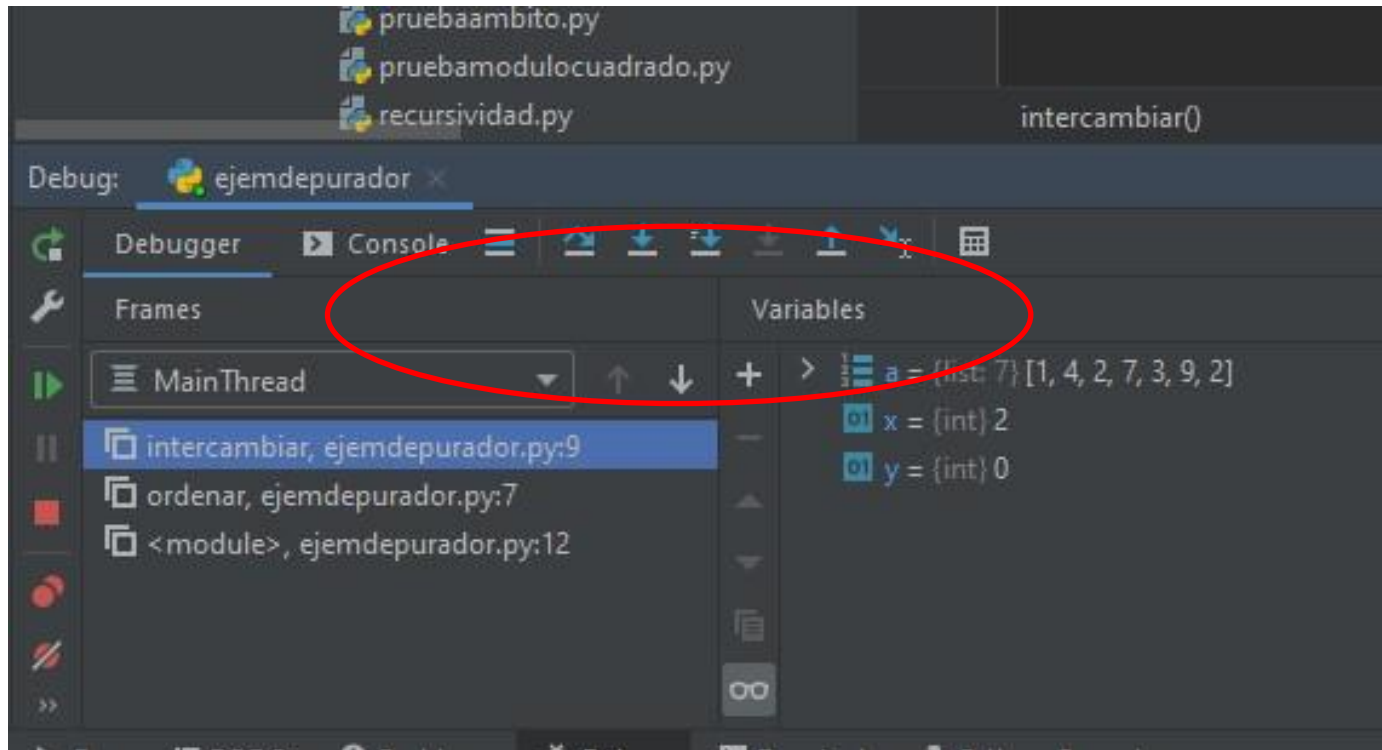 pruebaambito.py
pruebamodulocuadrado.py
recursividad.py
intercambiar()
Debug: ejemdepurador
Debugger Console
Frames
Variables
MainThread
a = {list: 7} [1, 4, 2, 7, 3, 9, 2]
intercambiar, ejemdepurador.py:9
01 x = {int} 2
ordenar, ejemdepurador.py:7
01 y = {int} 0
<module>, ejemdepurador.py:12